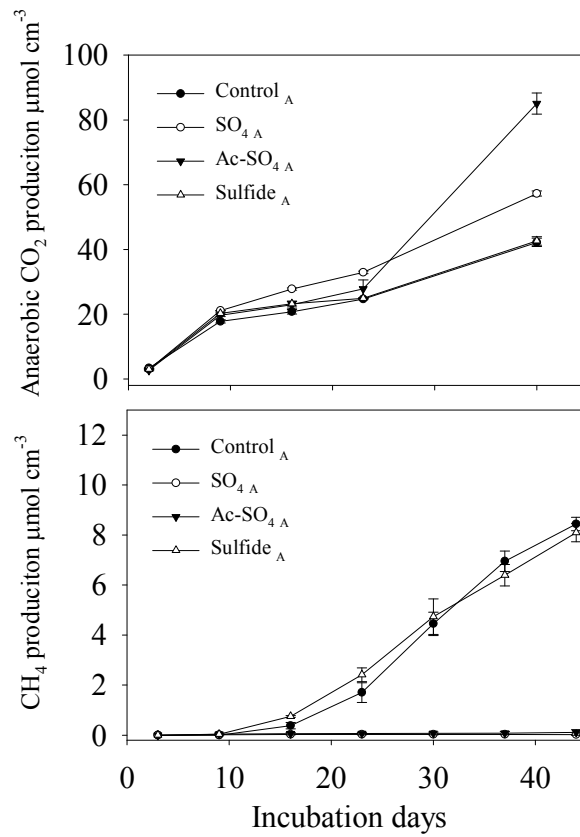 Anaerobic CO2 produciton μmol cm-3
100
80
60
40
20
0
Control A
SO4 A
Ac-SO4 A
Sulfide A
CH4 produciton μmol cm-3
12
10
8
6
4
2
0
Control A
SO4 A
Ac-SO4 A
Sulfide A
0 10 20 30 40
Incubation days